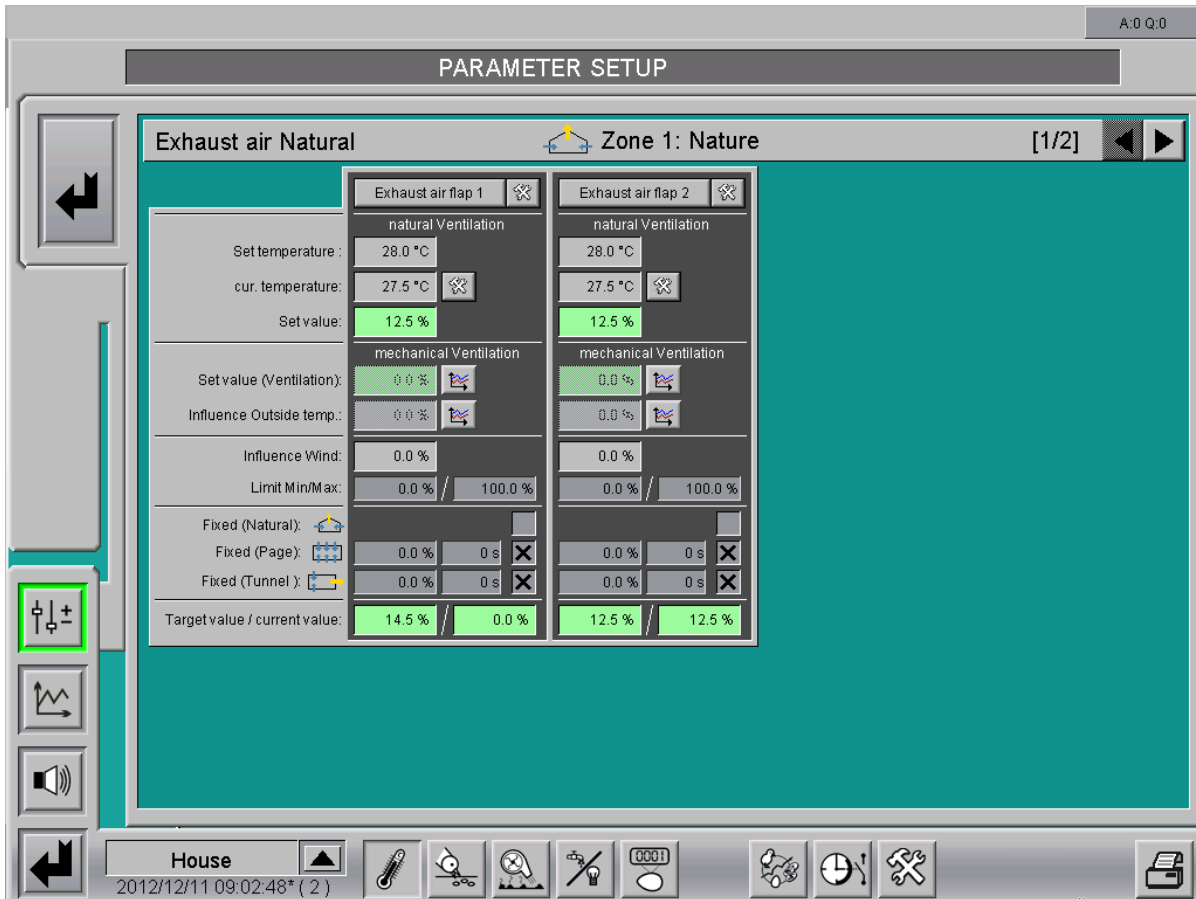 A:0 Q:0
PARAMETER SETUP
Exhaust air Natural Zone 1: Nature [1/2]
Exhaust air flap 1 Exhaust air flap 2
natural Ventilation natural Ventilation
Set temperature : 28.0 °C 28.0 °C
cur. temperature: 27.5 °C 27.5 °C
Set value: 12.5 % 12.5 %
mechanical Ventilation mechanical Ventilation
Set value (Ventilation): 0.0 % 0.0 %
Influence Outside temp.: 0.0 % 0.0 %
Influence Wind: 0.0 % 0.0 %
Limit Min/Max: 0.0 % / 100.0 % 0.0 % / 100.0 %
Fixed (Natural):
Fixed (Page): 0.0 % 0 s 0.0 % 0 s
Fixed (Tunnel ): 0.0 % 0 s 0.0 % 0 s
Target value / current value: 14.5 % / 0.0 % 12.5 % / 12.5 %
House
2012/12/11 09:02:48* ( 2 )
0001